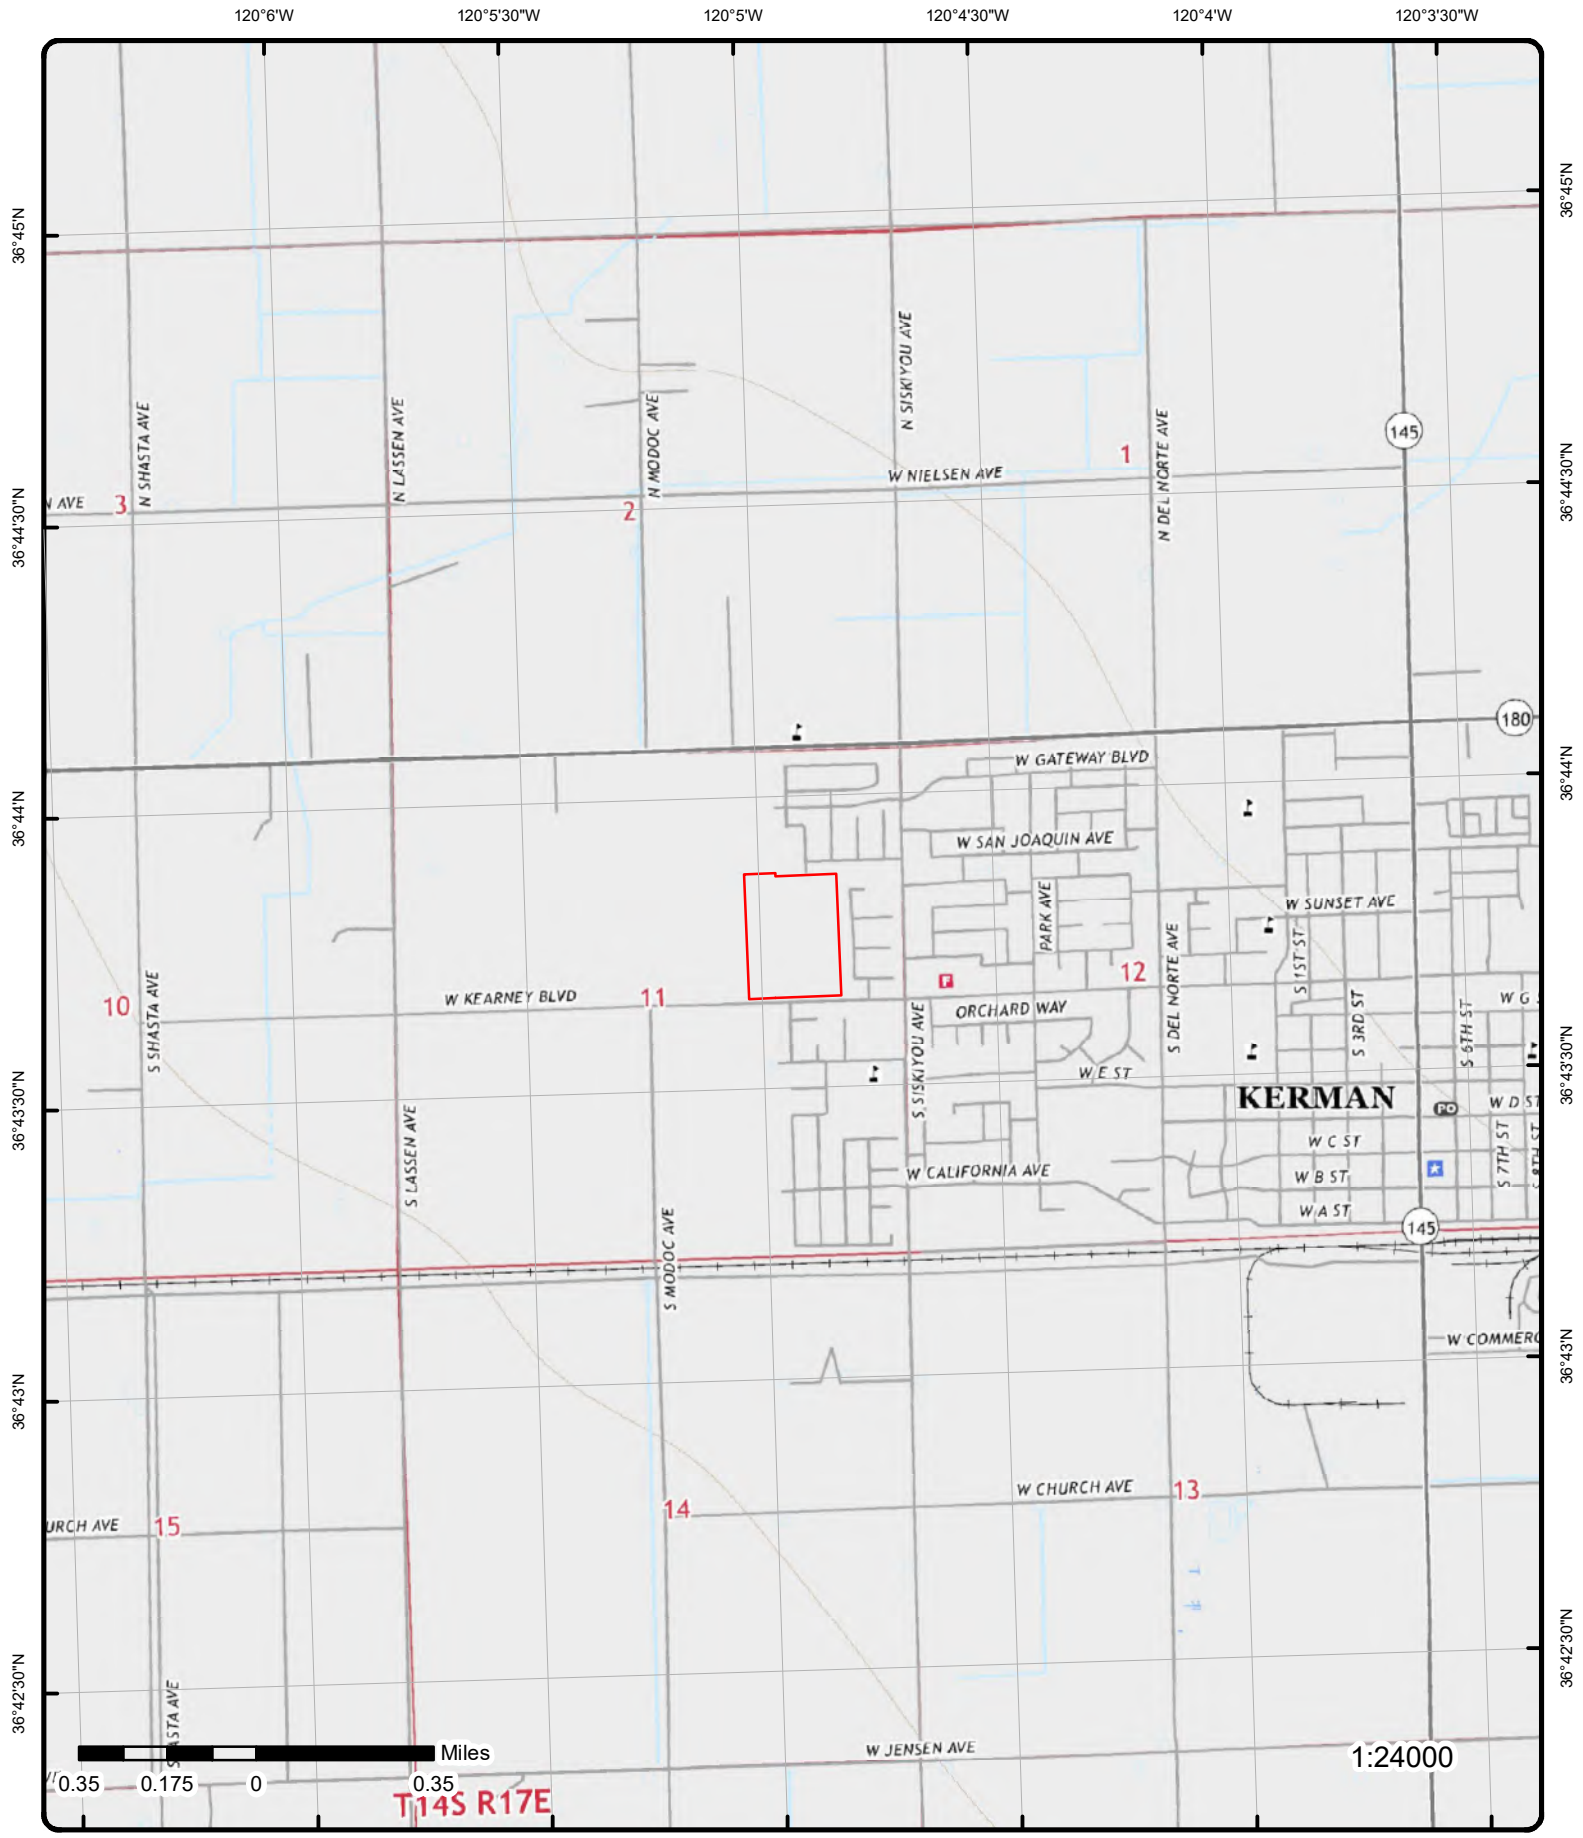 120°6'W
120°5'30"W
120°5'W
120°4'30"W
120°4'W
120°3'30"W
36°45'N
36°45'N
N SISKIYOU AVE
N SHASTA AVE
N LASSEN AVE
N MODOC AVE
N DEL NORTE AVE
145
1
W NIELSEN AVE
36°44'30"N
N AVE
3
2
36°44'30"N
180
W GATEWAY BLVD
36°44'N
36°44'N
W SAN JOAQUIN AVE
PARK AVE
W SUNSET AVE
S 1ST ST
S DEL NORTE AVE
12
F
10
S SHASTA AVE
W KEARNEY BLVD
11
ORCHARD WAY
S SISKIYOU AVE
S 3RD ST
S 6TH ST
W G S
36°43'30"N
36°43'30"N
W E ST
KERMAN
PO
W D ST
S LASSEN AVE
W C ST
S 7TH ST
S 8TH ST
W CALIFORNIA AVE
W B ST
W A ST
145
S MODOC AVE
W COMMERC
36°43'N
36°43'N
W CHURCH AVE
13
14
URCH AVE
15
36°42'30"N
36°42'30"N
S SHASTA AVE
W JENSEN AVE
Miles
1:24000
0.35
0.175
0
0.35
T14S R17E